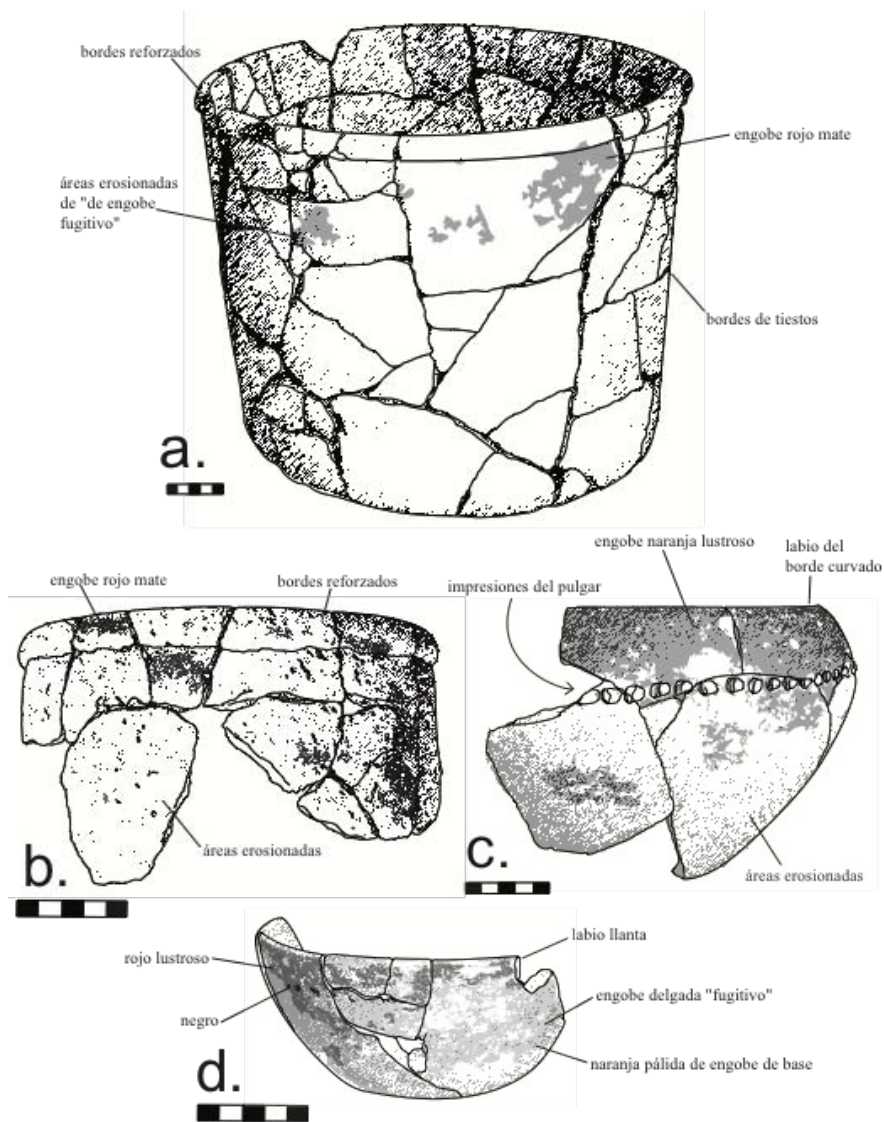 bordes reforzados
engobe rojo mate
áreas erosionadas
de "de engobe
fugitivo"
bordes de tiestos
a.
engobe naranja lustroso
labio del
borde curvado
engobe rojo mate
bordes reforzados
impresiones del pulgar
áreas erosionadas
b.
c.
áreas erosionadas
labio llanta
rojo lustroso
engobe delgada "fugitivo"
negro
naranja pálida de engobe de base
d.